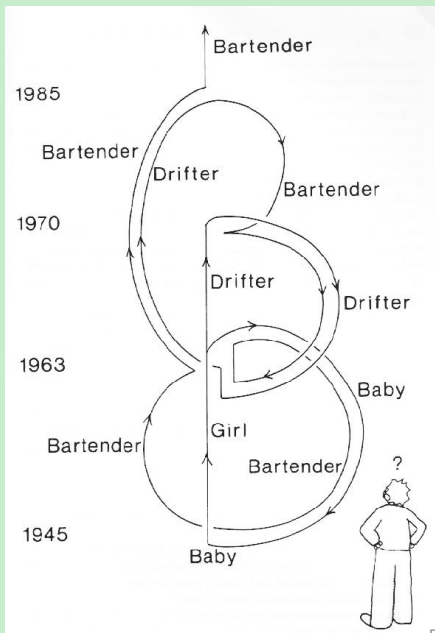 Bartender
1985
Bartender
Drifter
Bartender
1970
Drifter
Drifter
1963
Baby
Girl
Bartender
Bartender
?
1945
Baby